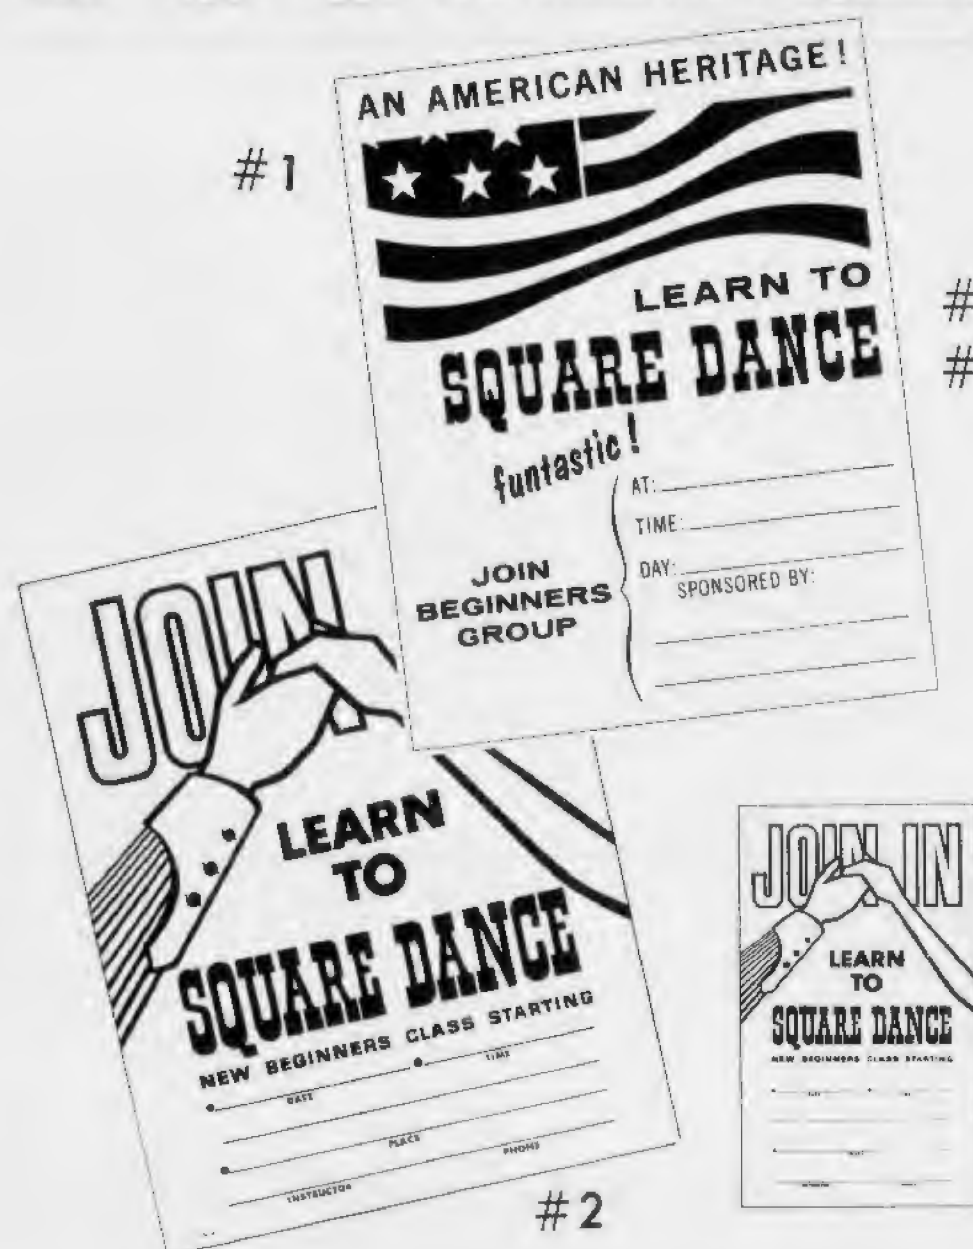 AN AMERICAN HERITAGE!
#1
LEARN TO
SQUARE DANCE
funtastic!
JOIN
BEGINNERS
GROUP
AT:
TIME:
DAY:
SPONSORED BY:
#
#
JOIN
LEARN
TO
SQUARE DANCE
NEW BEGINNERS CLASS STARTING
DATE TIME
PLACE
INSTRUCTOR PHONE
#2
JOIN IN
LEARN
TO
SQUARE DANCE
NEW BEGINNERS CLASS STARTING